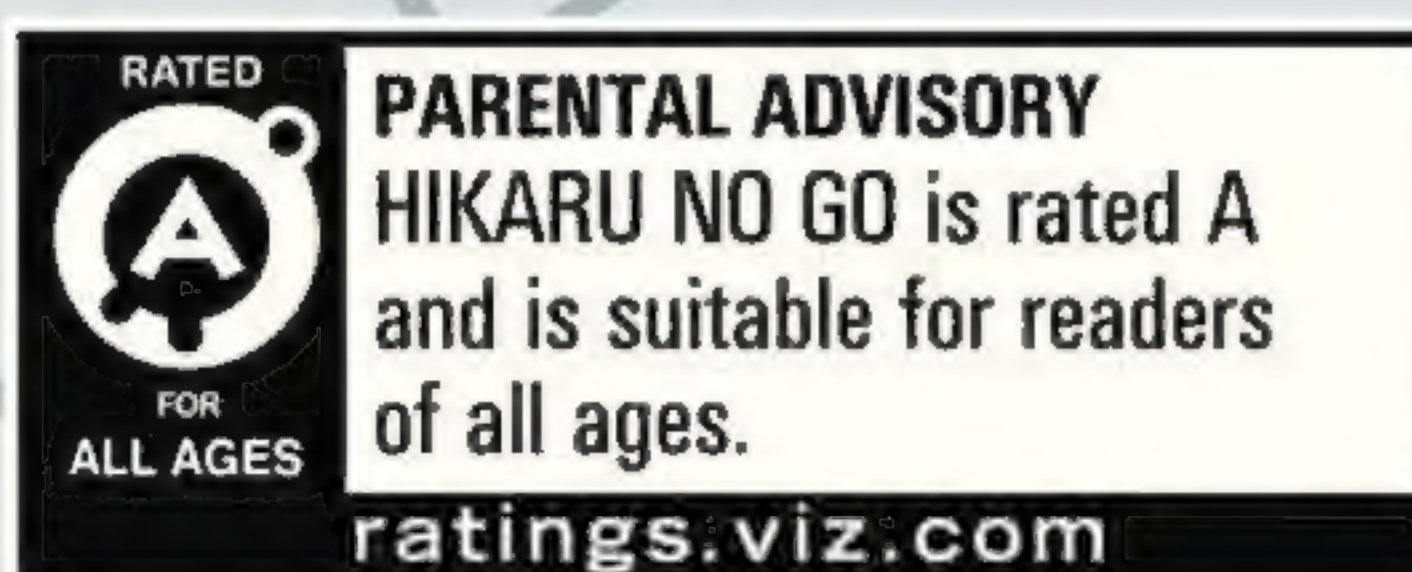 RATED
A
FOR
ALL AGES
PARENTAL ADVISORY
HIKARU NO GO is rated A
and is suitable for readers
of all ages.
ratings.viz.com